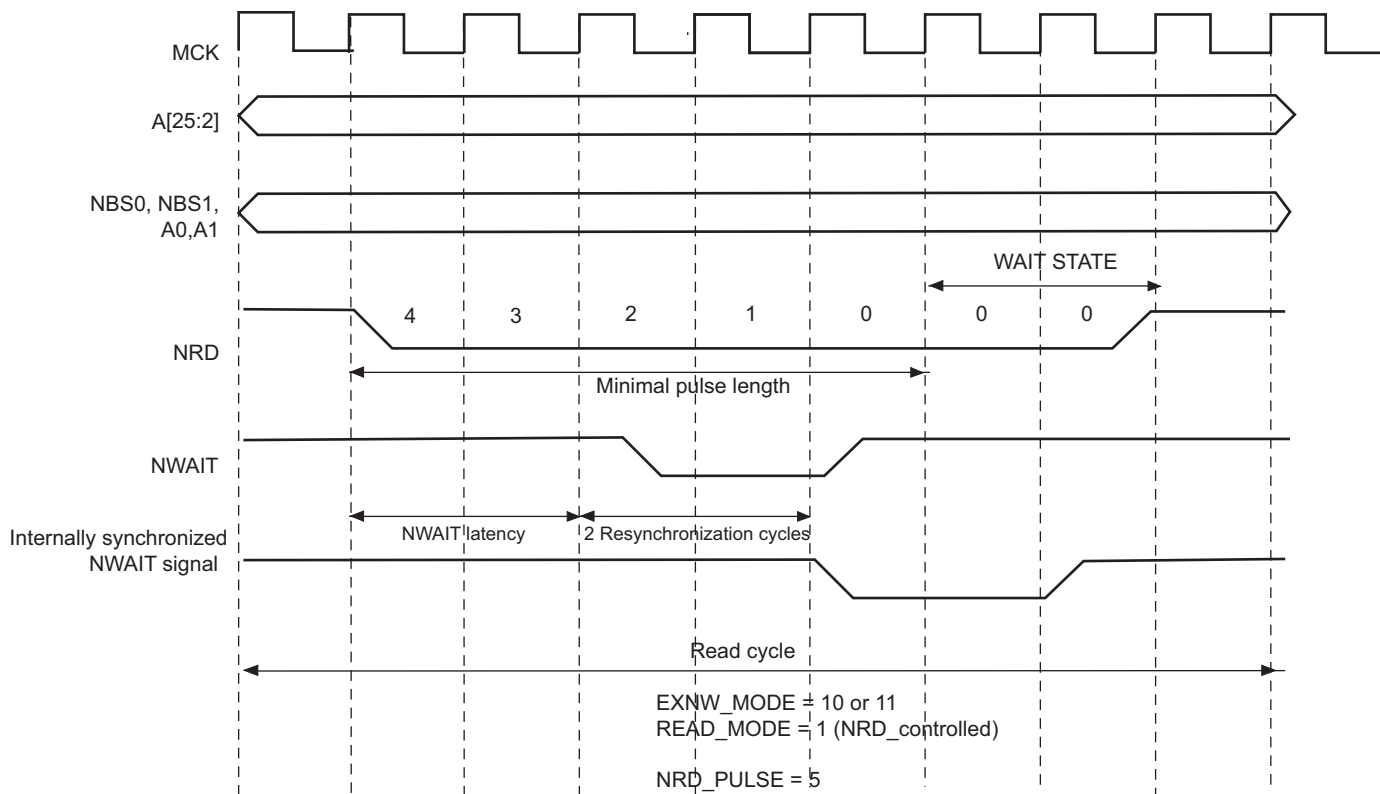 MCK
A[25:2]
NBS0, NBS1,
A0,A1
WAIT STATE
4 3 2 1 0 0 0
NRD
Minimal pulse length
NWAIT
NWAIT latency
2 Resynchronization cycles
Internally synchronized
NWAIT signal
Read cycle
EXNW_MODE = 10 or 11
READ_MODE = 1 (NRD_controlled)
NRD_PULSE = 5